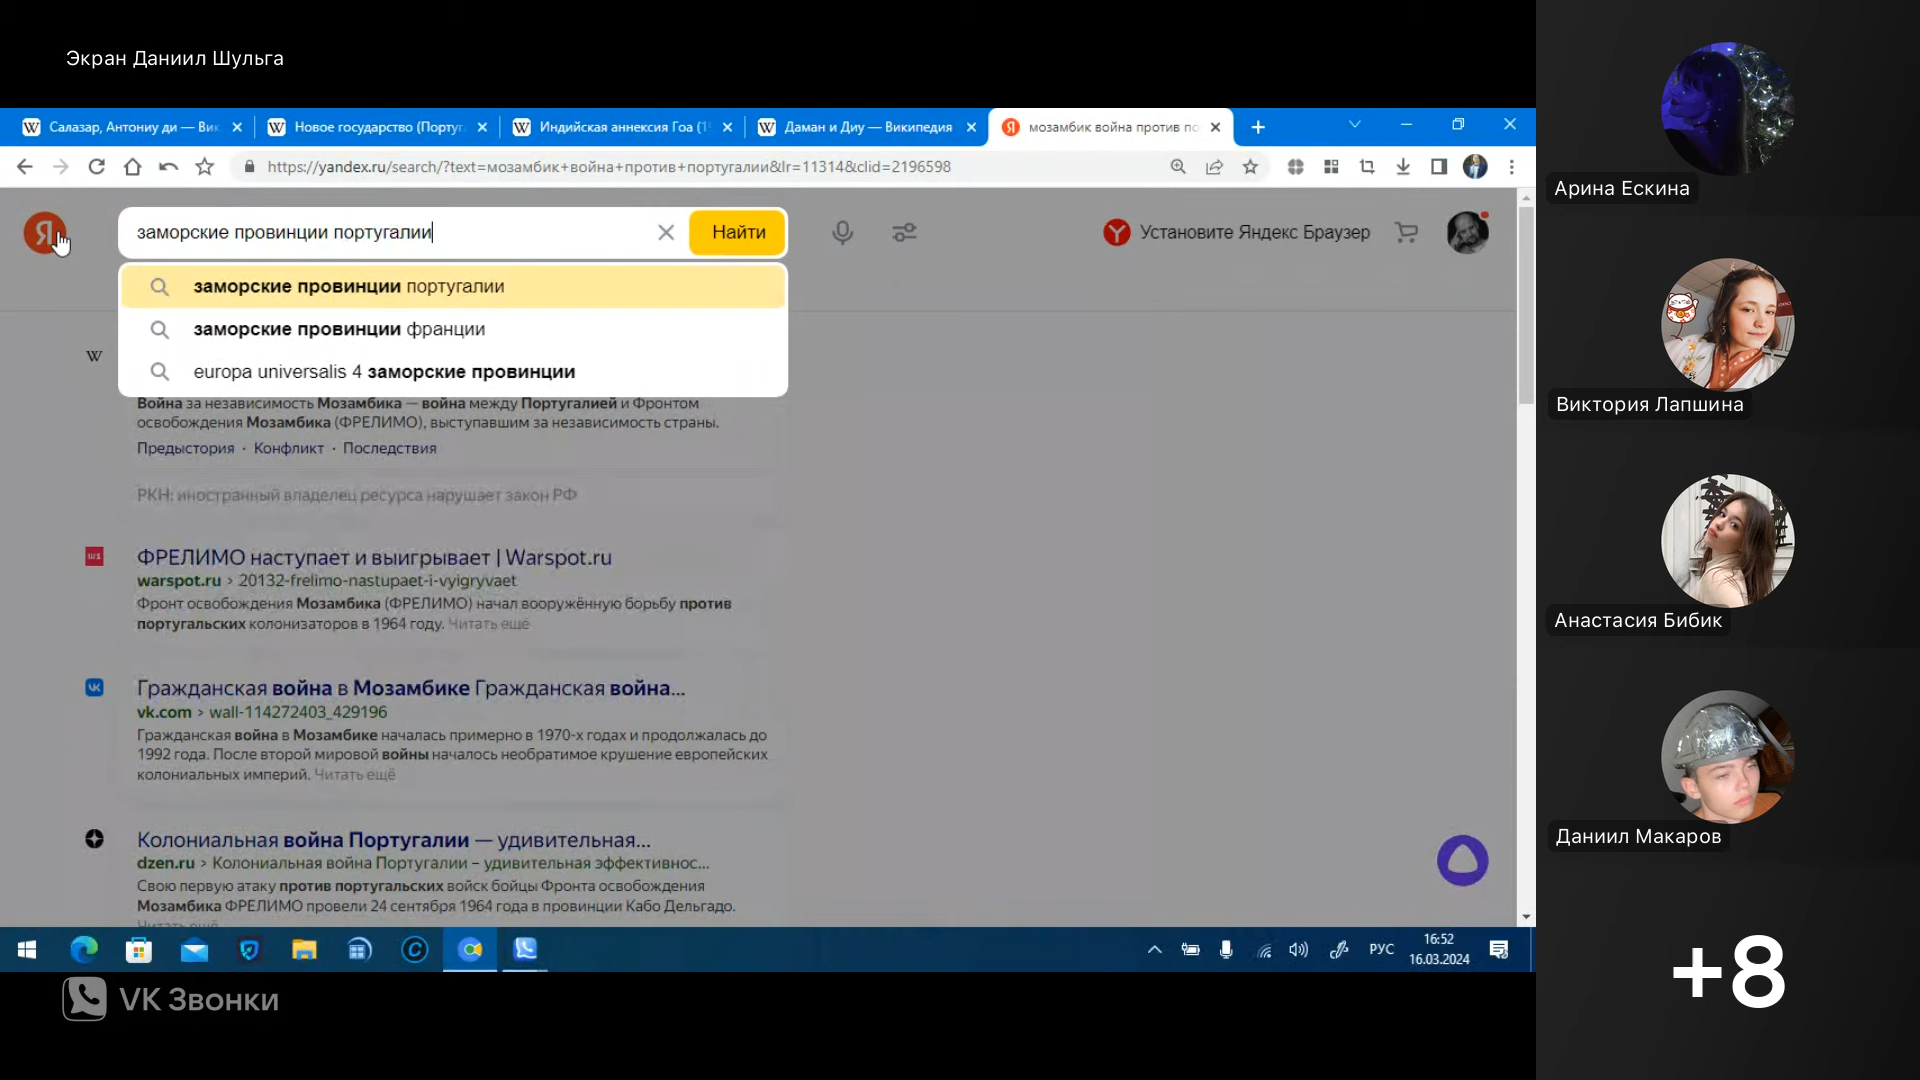 Экран Даниил Шульга
Салазар, Антониу ди — Вик
Новое государство (Португ
Индийская аннексия Гоа (1
Даман и Диу — Википедия
мозамбик война против по
https://yandex.ru/search/?text=мозамбик+война+против+португалии&lr=11314&clid=2196598
заморские провинции португалии
Найти
Установите Яндекс Браузер
заморские провинции португалии
заморские провинции франции
europa universalis 4 заморские провинции
Война за независимость Мозамбика — война между Португалией и Фронтом
освобождения Мозамбика (ФРЕЛИМО), выступавшим за независимость страны.
Предыстория · Конфликт · Последствия
РКН: иностранный владелец ресурса нарушает закон РФ
ФРЕЛИМО наступает и выигрывает | Warspot.ru
warspot.ru › 20132-frelimo-nastupaet-i-vyigryvaet
Фронт освобождения Мозамбика (ФРЕЛИМО) начал вооружённую борьбу против
португальских колонизаторов в 1964 году. Читать ещё
Гражданская война в Мозамбике Гражданская война...
vk.com › wall-114272403_429196
Гражданская война в Мозамбике началась примерно в 1970-х годах и продолжалась до
1992 года. После второй мировой войны началось необратимое крушение европейских
колониальных империй. Читать ещё
Колониальная война Португалии — удивительная...
dzen.ru › Колониальная война Португалии – удивительная эффективнос...
Свою первую атаку против португальских войск бойцы Фронта освобождения
Мозамбика ФРЕЛИМО провели 24 сентября 1964 года в провинции Кабо Дельгадо.
Читать ещё
РУС
16:52
16.03.2024
VK Звонки
Арина Ескина
Виктория Лапшина
Анастасия Бибик
Даниил Макаров
+8